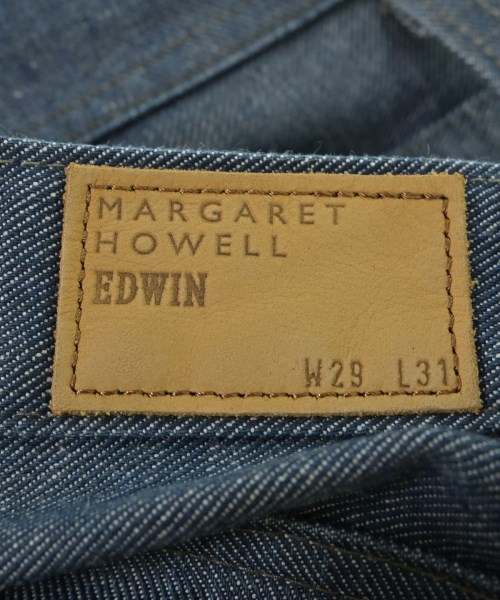 MARGARET
HOWELL
EDWIN
W29 L31